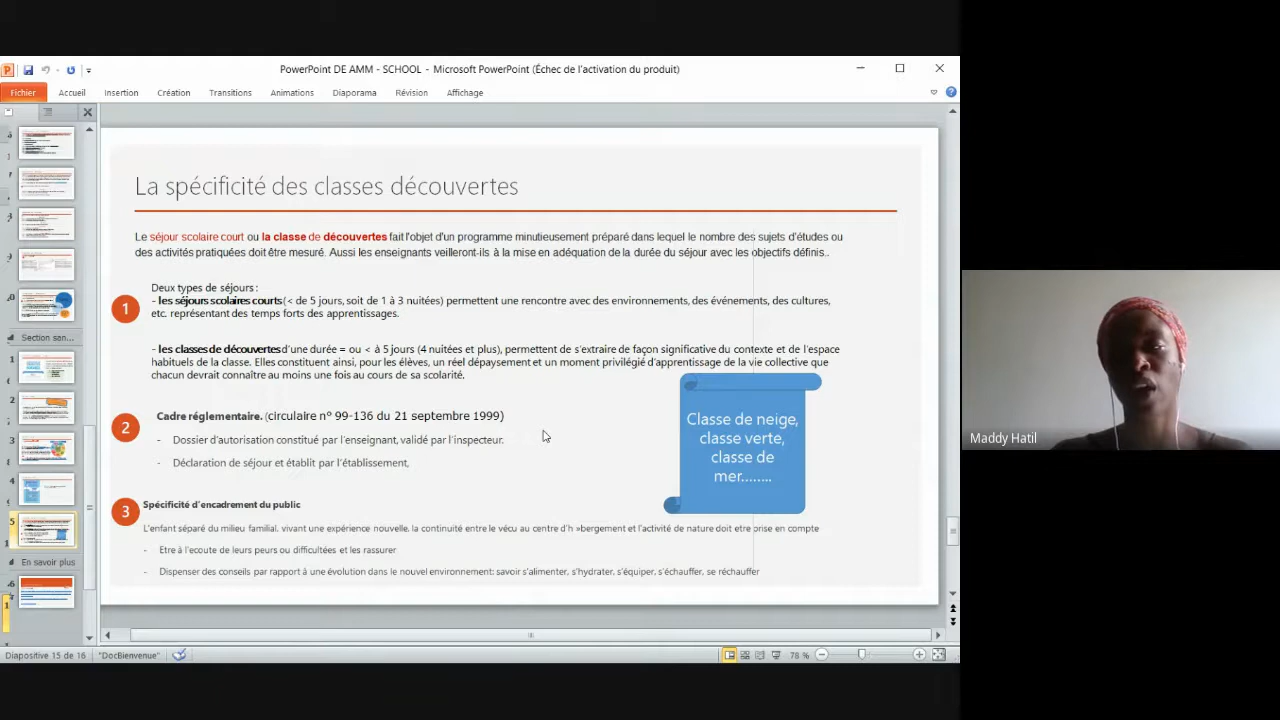 PowerPoint DE AMM - SCHOOL - Microsoft PowerPoint (Échec de l'activation du produit)
Fichier Accueil Insertion Création Transitions Animations Diaporama Révision Affichage
La spécificité des classes découvertes
Le séjour scolaire court ou la classe de découvertes fait l'objet d'un programme minutieusement préparé dans lequel le nombre des sujets d'études ou
des activités pratiquées doit être mesuré. Aussi les enseignants veilleront-ils à la mise en adéquation de la durée du séjour avec les objectifs définis..
1
Deux types de séjours :
- les séjours scolaires courts (< de 5 jours, soit de 1 à 3 nuitées) permettent une rencontre avec des environnements, des événements, des cultures,
etc. représentant des temps forts des apprentissages.
- les classes de découvertes d'une durée = ou < à 5 jours (4 nuitées et plus), permettent de s'extraire de façon significative du contexte et de l'espace
habituels de la classe. Elles constituent ainsi, pour les élèves, un réel dépaysement et un moment privilégié d'apprentissage de la vie collective que
chacun devrait connaître au moins une fois au cours de sa scolarité.
2
Cadre réglementaire. (circulaire n° 99-136 du 21 septembre 1999)
- Dossier d'autorisation constitué par l'enseignant, validé par l'inspecteur.
- Déclaration de séjour et établit par l'établissement,
Classe de neige,
classe verte,
classe de
mer........
3
Spécificité d'encadrement du public
L'enfant séparé du milieu familial, vivant une expérience nouvelle, la continuité entre le vécu au centre d'h »bergement et l'activité de nature doit etre prise en compte
- Etre à l'ecoute de leurs peurs ou difficultées et les rassurer
- Dispenser des conseils par rapport à une évolution dans le nouvel environnement: savoir s'alimenter, s'hydrater, s'équiper, s'échauffer, se réchauffer
Section san...
En savoir plus
Diapositive 15 de 16 "DocBienvenue" 78 %
Maddy Hatil